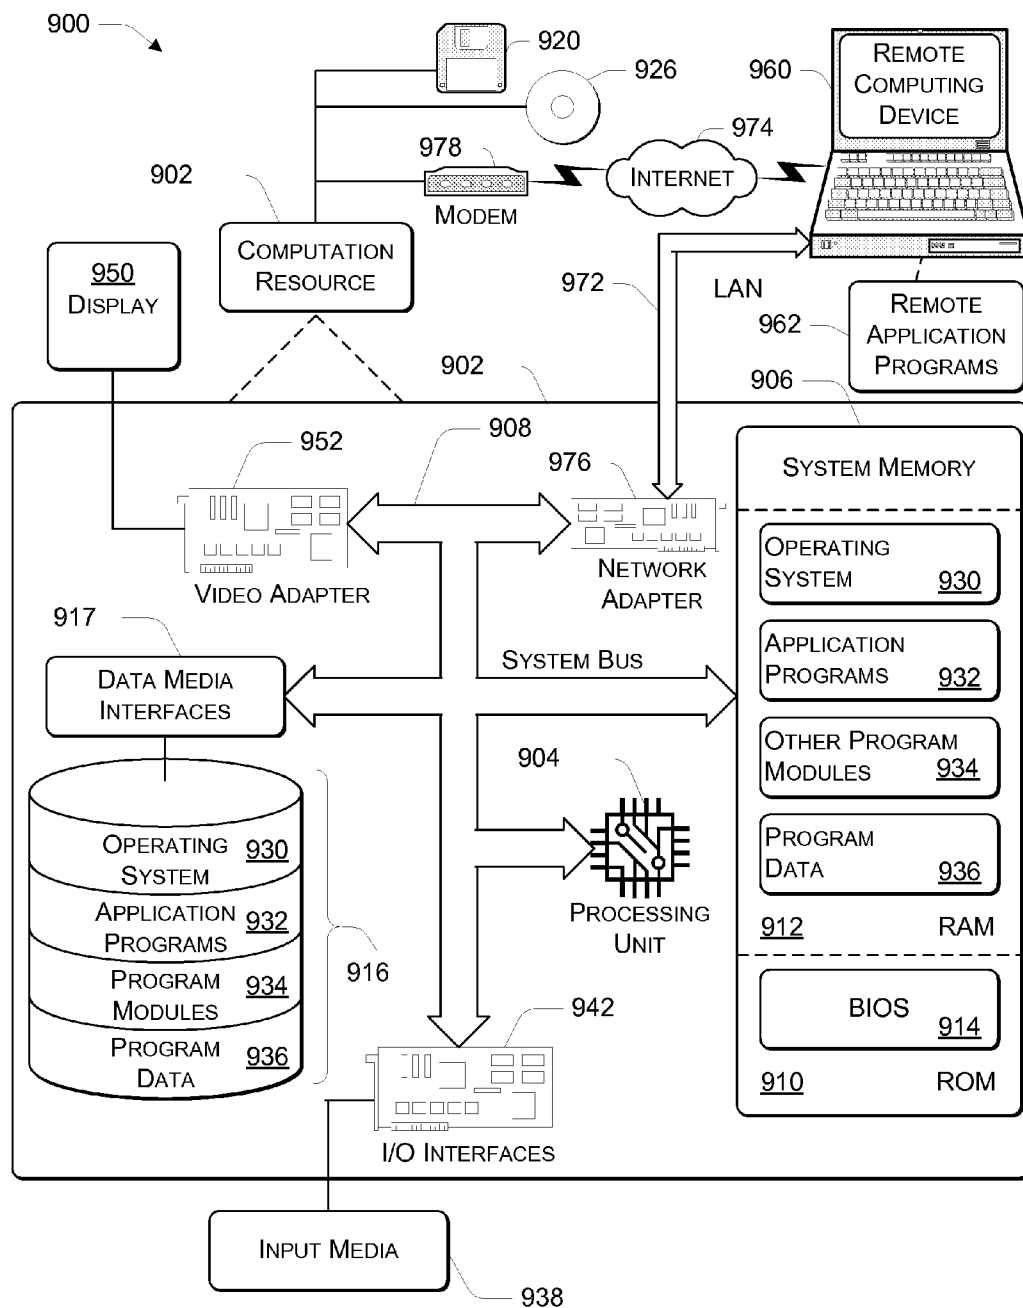 900
920
926
960
REMOTE
COMPUTING
DEVICE
974
978
INTERNET
MODEM
902
COMPUTATION
RESOURCE
950
DISPLAY
972
LAN
962
REMOTE
APPLICATION
PROGRAMS
902
906
908
952
976
SYSTEM MEMORY
VIDEO ADAPTER
NETWORK
ADAPTER
OPERATING
SYSTEM 930
917
DATA MEDIA
INTERFACES
SYSTEM BUS
APPLICATION
PROGRAMS 932
OTHER PROGRAM
MODULES 934
904
PROCESSING
UNIT
PROGRAM
DATA 936
912 RAM
OPERATING
SYSTEM 930
APPLICATION
PROGRAMS 932
PROGRAM
MODULES 934
PROGRAM
DATA 936
916
942
BIOS 914
910 ROM
I/O INTERFACES
INPUT MEDIA
938